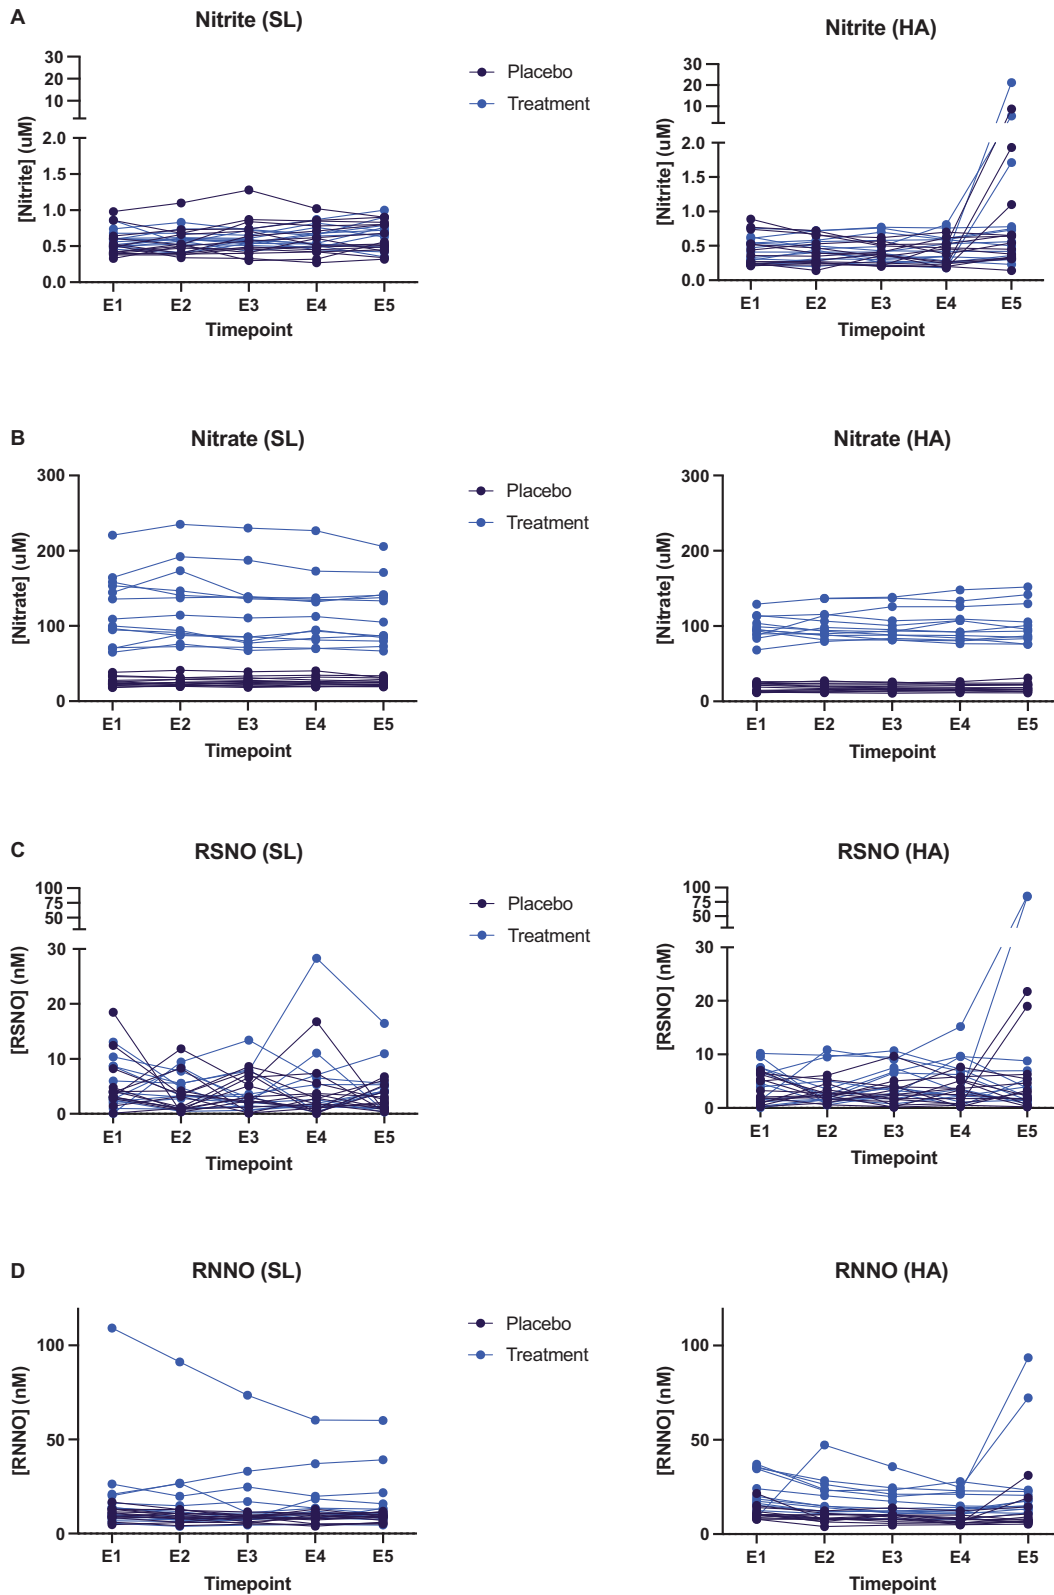 A
Nitrite (SL)
[Nitrite] (uM)
30
20
10
2.0
1.5
1.0
0.5
0.0
E1 E2 E3 E4 E5
Timepoint
Placebo
Treatment
Nitrite (HA)
[Nitrite] (uM)
30
20
10
2.0
1.5
1.0
0.5
0.0
E1 E2 E3 E4 E5
Timepoint
B
Nitrate (SL)
[Nitrate] (uM)
300
200
100
0
E1 E2 E3 E4 E5
Timepoint
Placebo
Treatment
Nitrate (HA)
[Nitrate] (uM)
300
200
100
0
E1 E2 E3 E4 E5
Timepoint
C
RSNO (SL)
[RSNO] (nM)
100
75
50
30
20
10
0
E1 E2 E3 E4 E5
Timepoint
Placebo
Treatment
RSNO (HA)
[RSNO] (nM)
100
75
50
30
20
10
0
E1 E2 E3 E4 E5
Timepoint
D
RNNO (SL)
[RNNO] (nM)
100
50
0
E1 E2 E3 E4 E5
Timepoint
Placebo
Treatment
RNNO (HA)
[RNNO] (nM)
100
50
0
E1 E2 E3 E4 E5
Timepoint